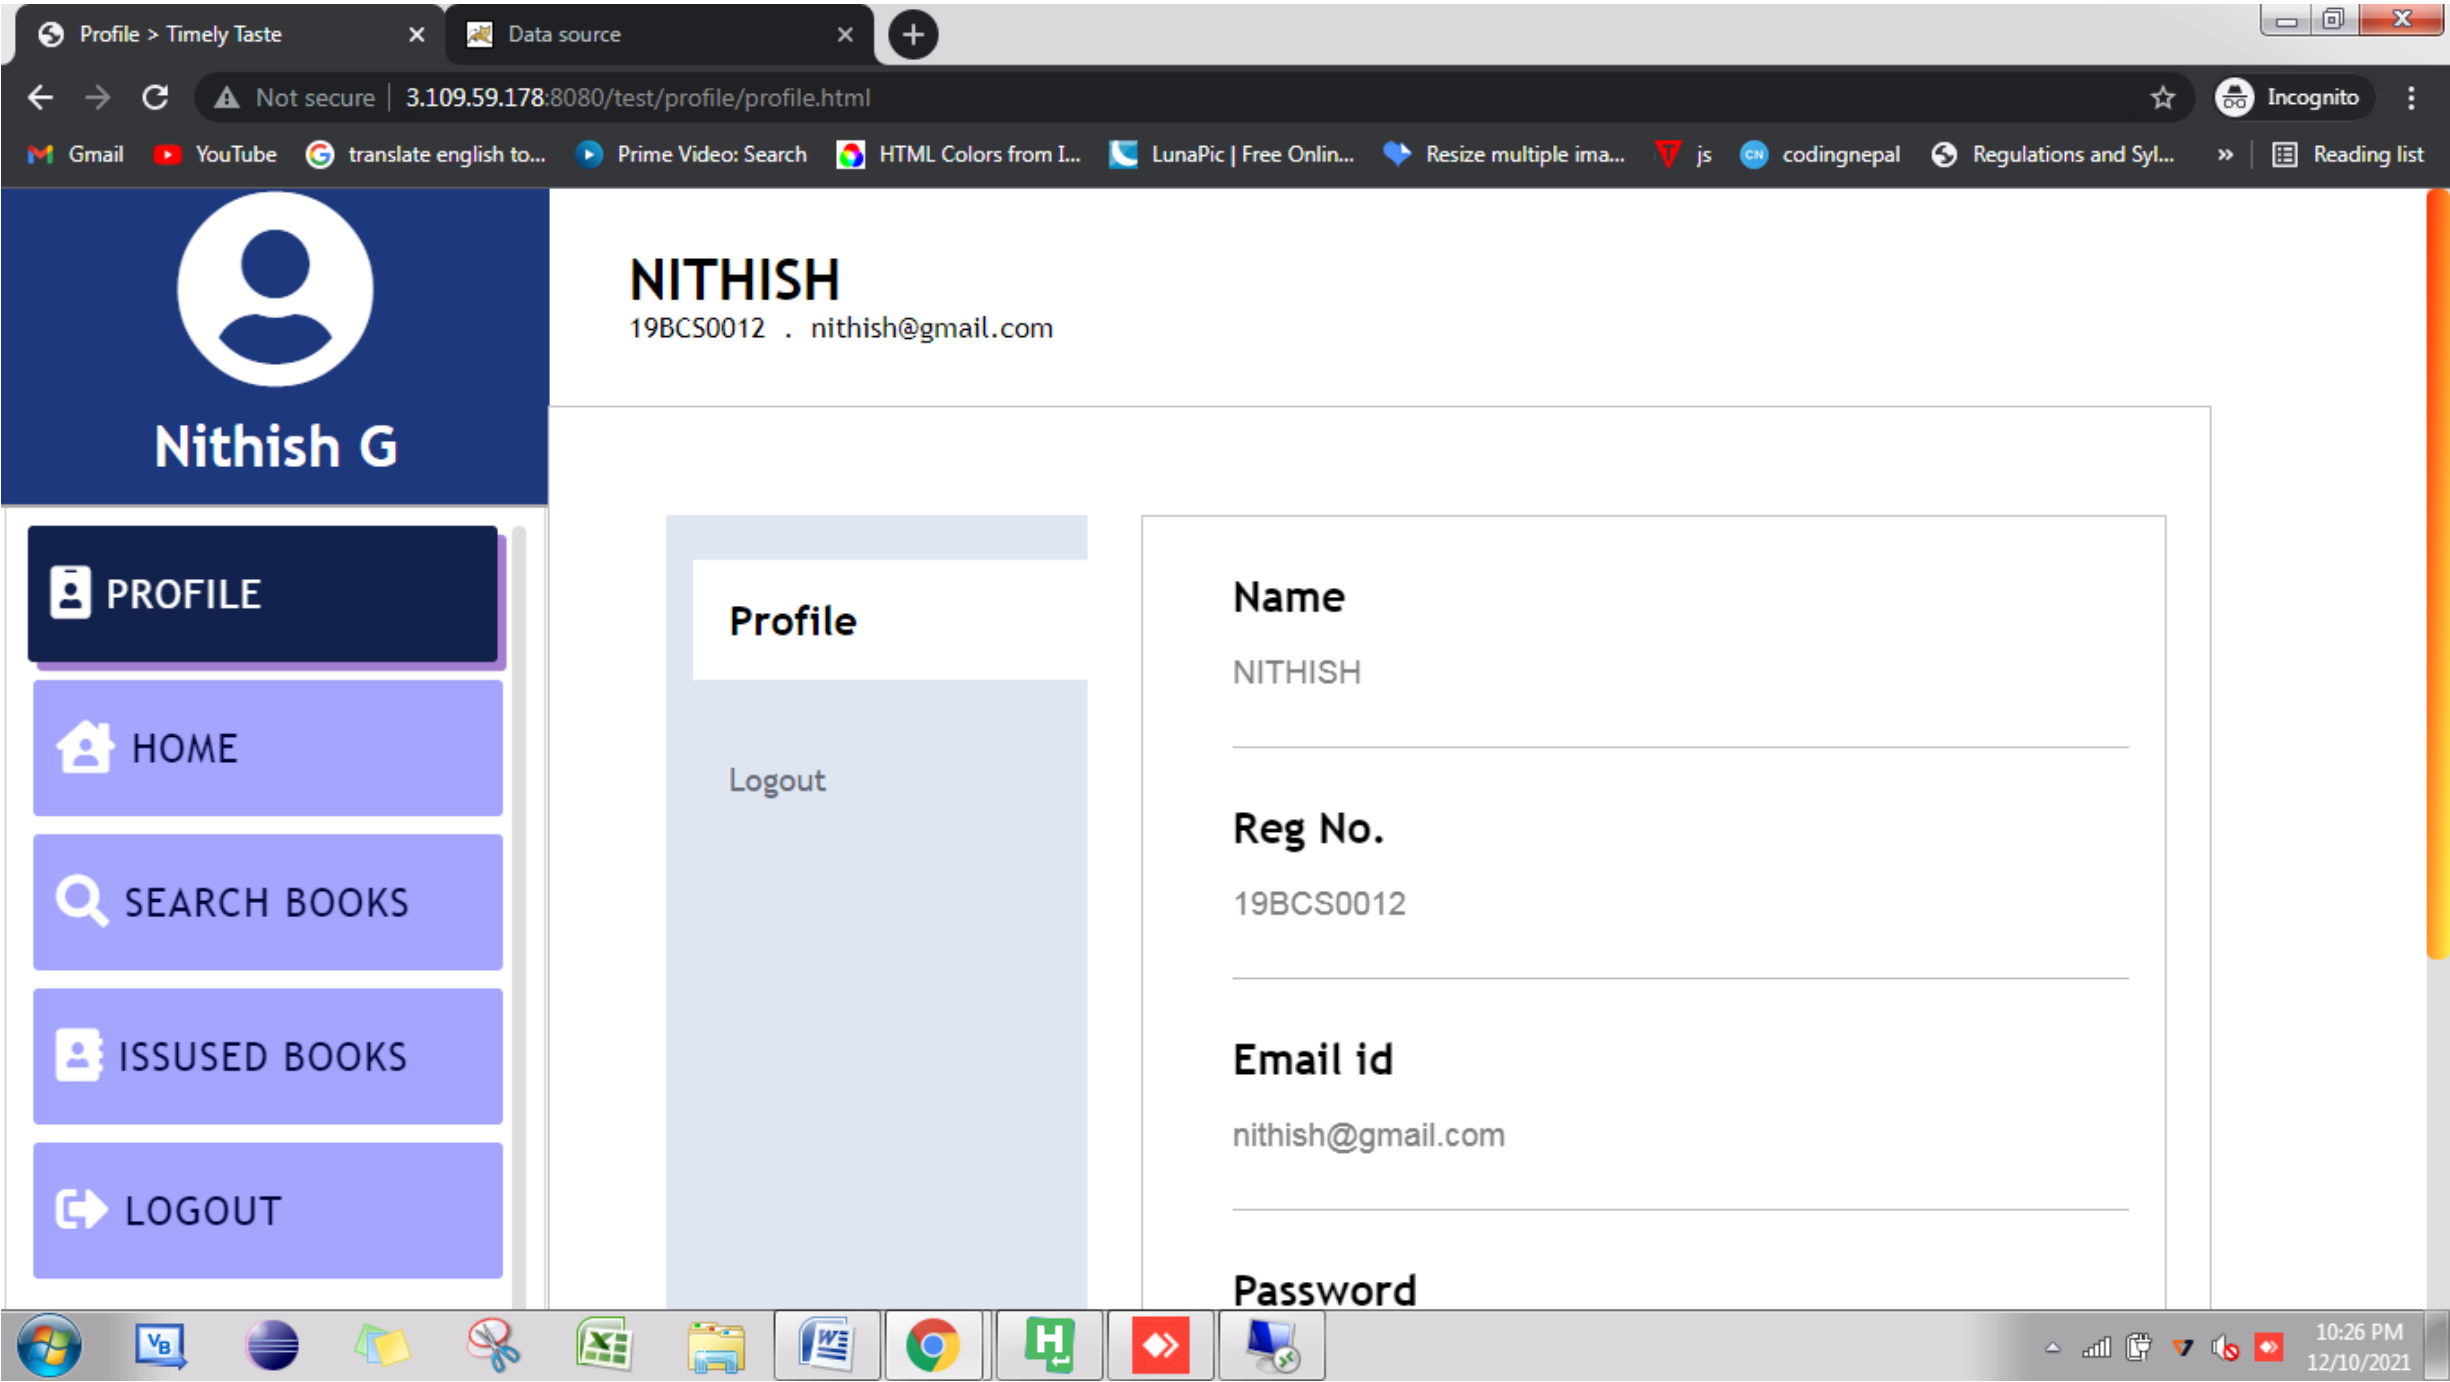 Profile > Timely Taste
Data source
Not secure | 3.109.59.178:8080/test/profile/profile.html
Incognito
Gmail YouTube translate english to... Prime Video: Search HTML Colors from I... LunaPic | Free Onlin... Resize multiple ima... js codingnepal Regulations and Syl... » Reading list
Nithish G
PROFILE
HOME
SEARCH BOOKS
ISSUSED BOOKS
LOGOUT
NITHISH
19BCS0012 . nithish@gmail.com
Profile
Logout
Name
NITHISH
Reg No.
19BCS0012
Email id
nithish@gmail.com
Password
10:26 PM
12/10/2021